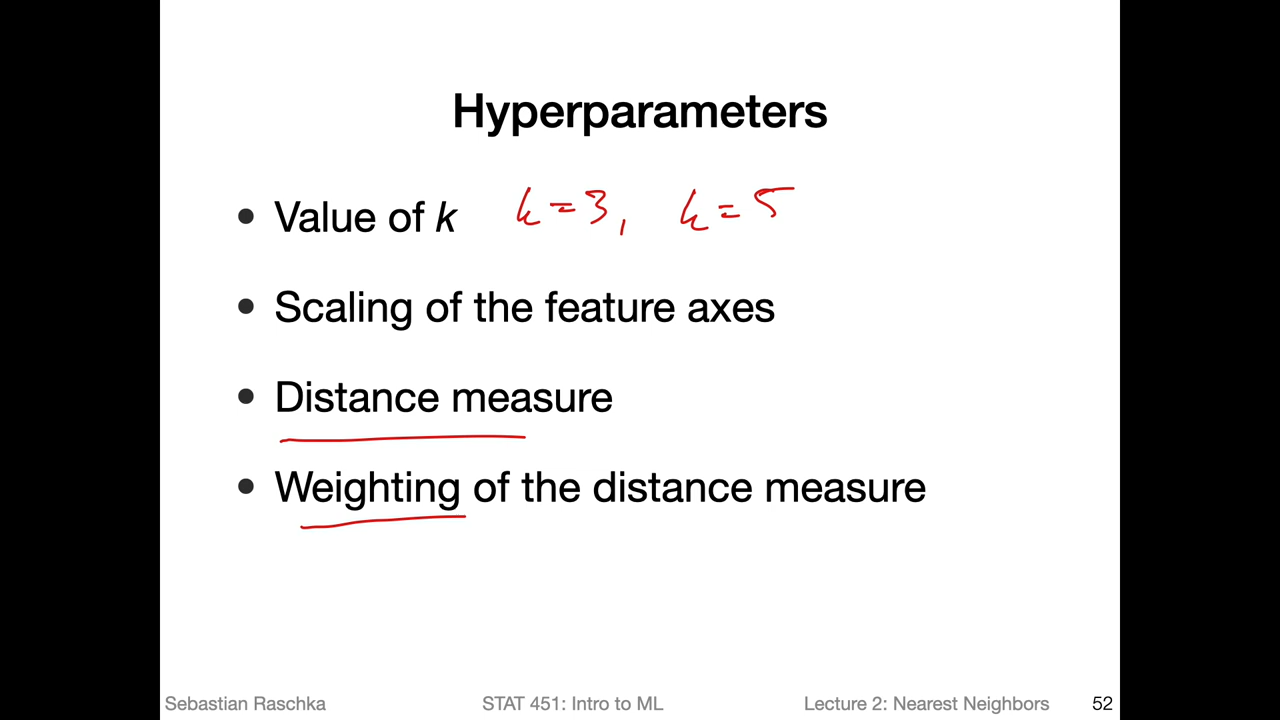 Hyperparameters
• Value of k k=3, k=5
• Scaling of the feature axes
• Distance measure
• Weighting of the distance measure
Sebastian Raschka STAT 451: Intro to ML Lecture 2: Nearest Neighbors 52